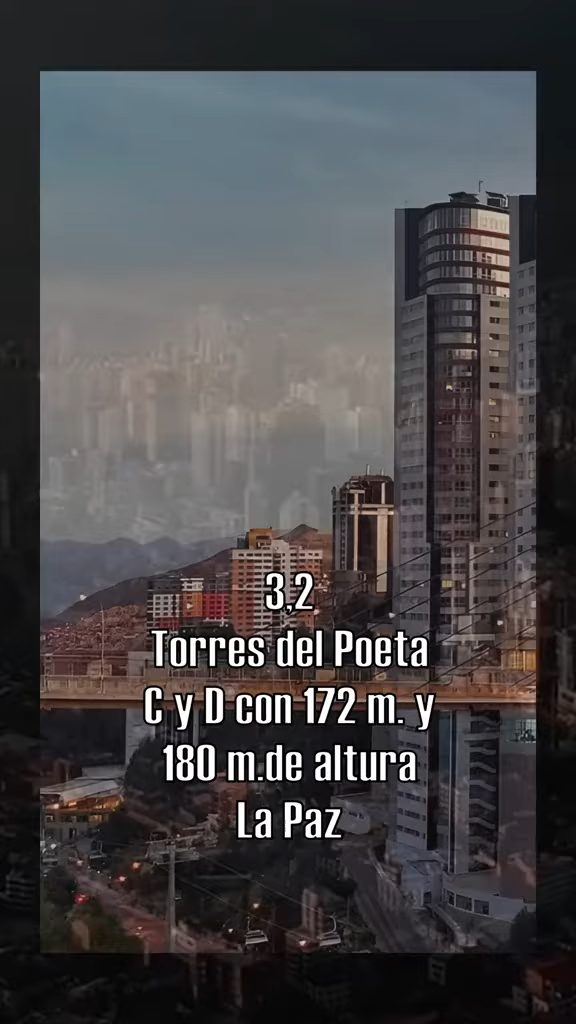 3,2
Torres del Poeta
C y D con 172 m. y
180 m.de altura
La Paz